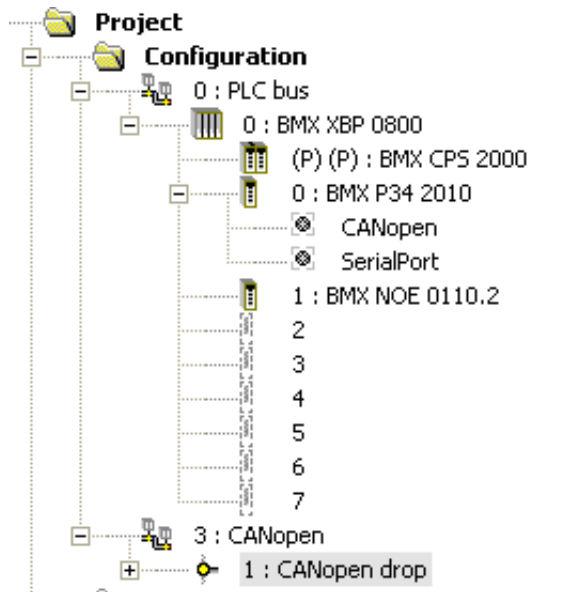 Project
Configuration
0 : PLC bus
0 : BMX XBP 0800
(P) (P) : BMX CPS 2000
0 : BMX P34 2010
CANopen
SerialPort
1 : BMX NOE 0110.2
2
3
4
5
6
7
3 : CANopen
1 : CANopen drop